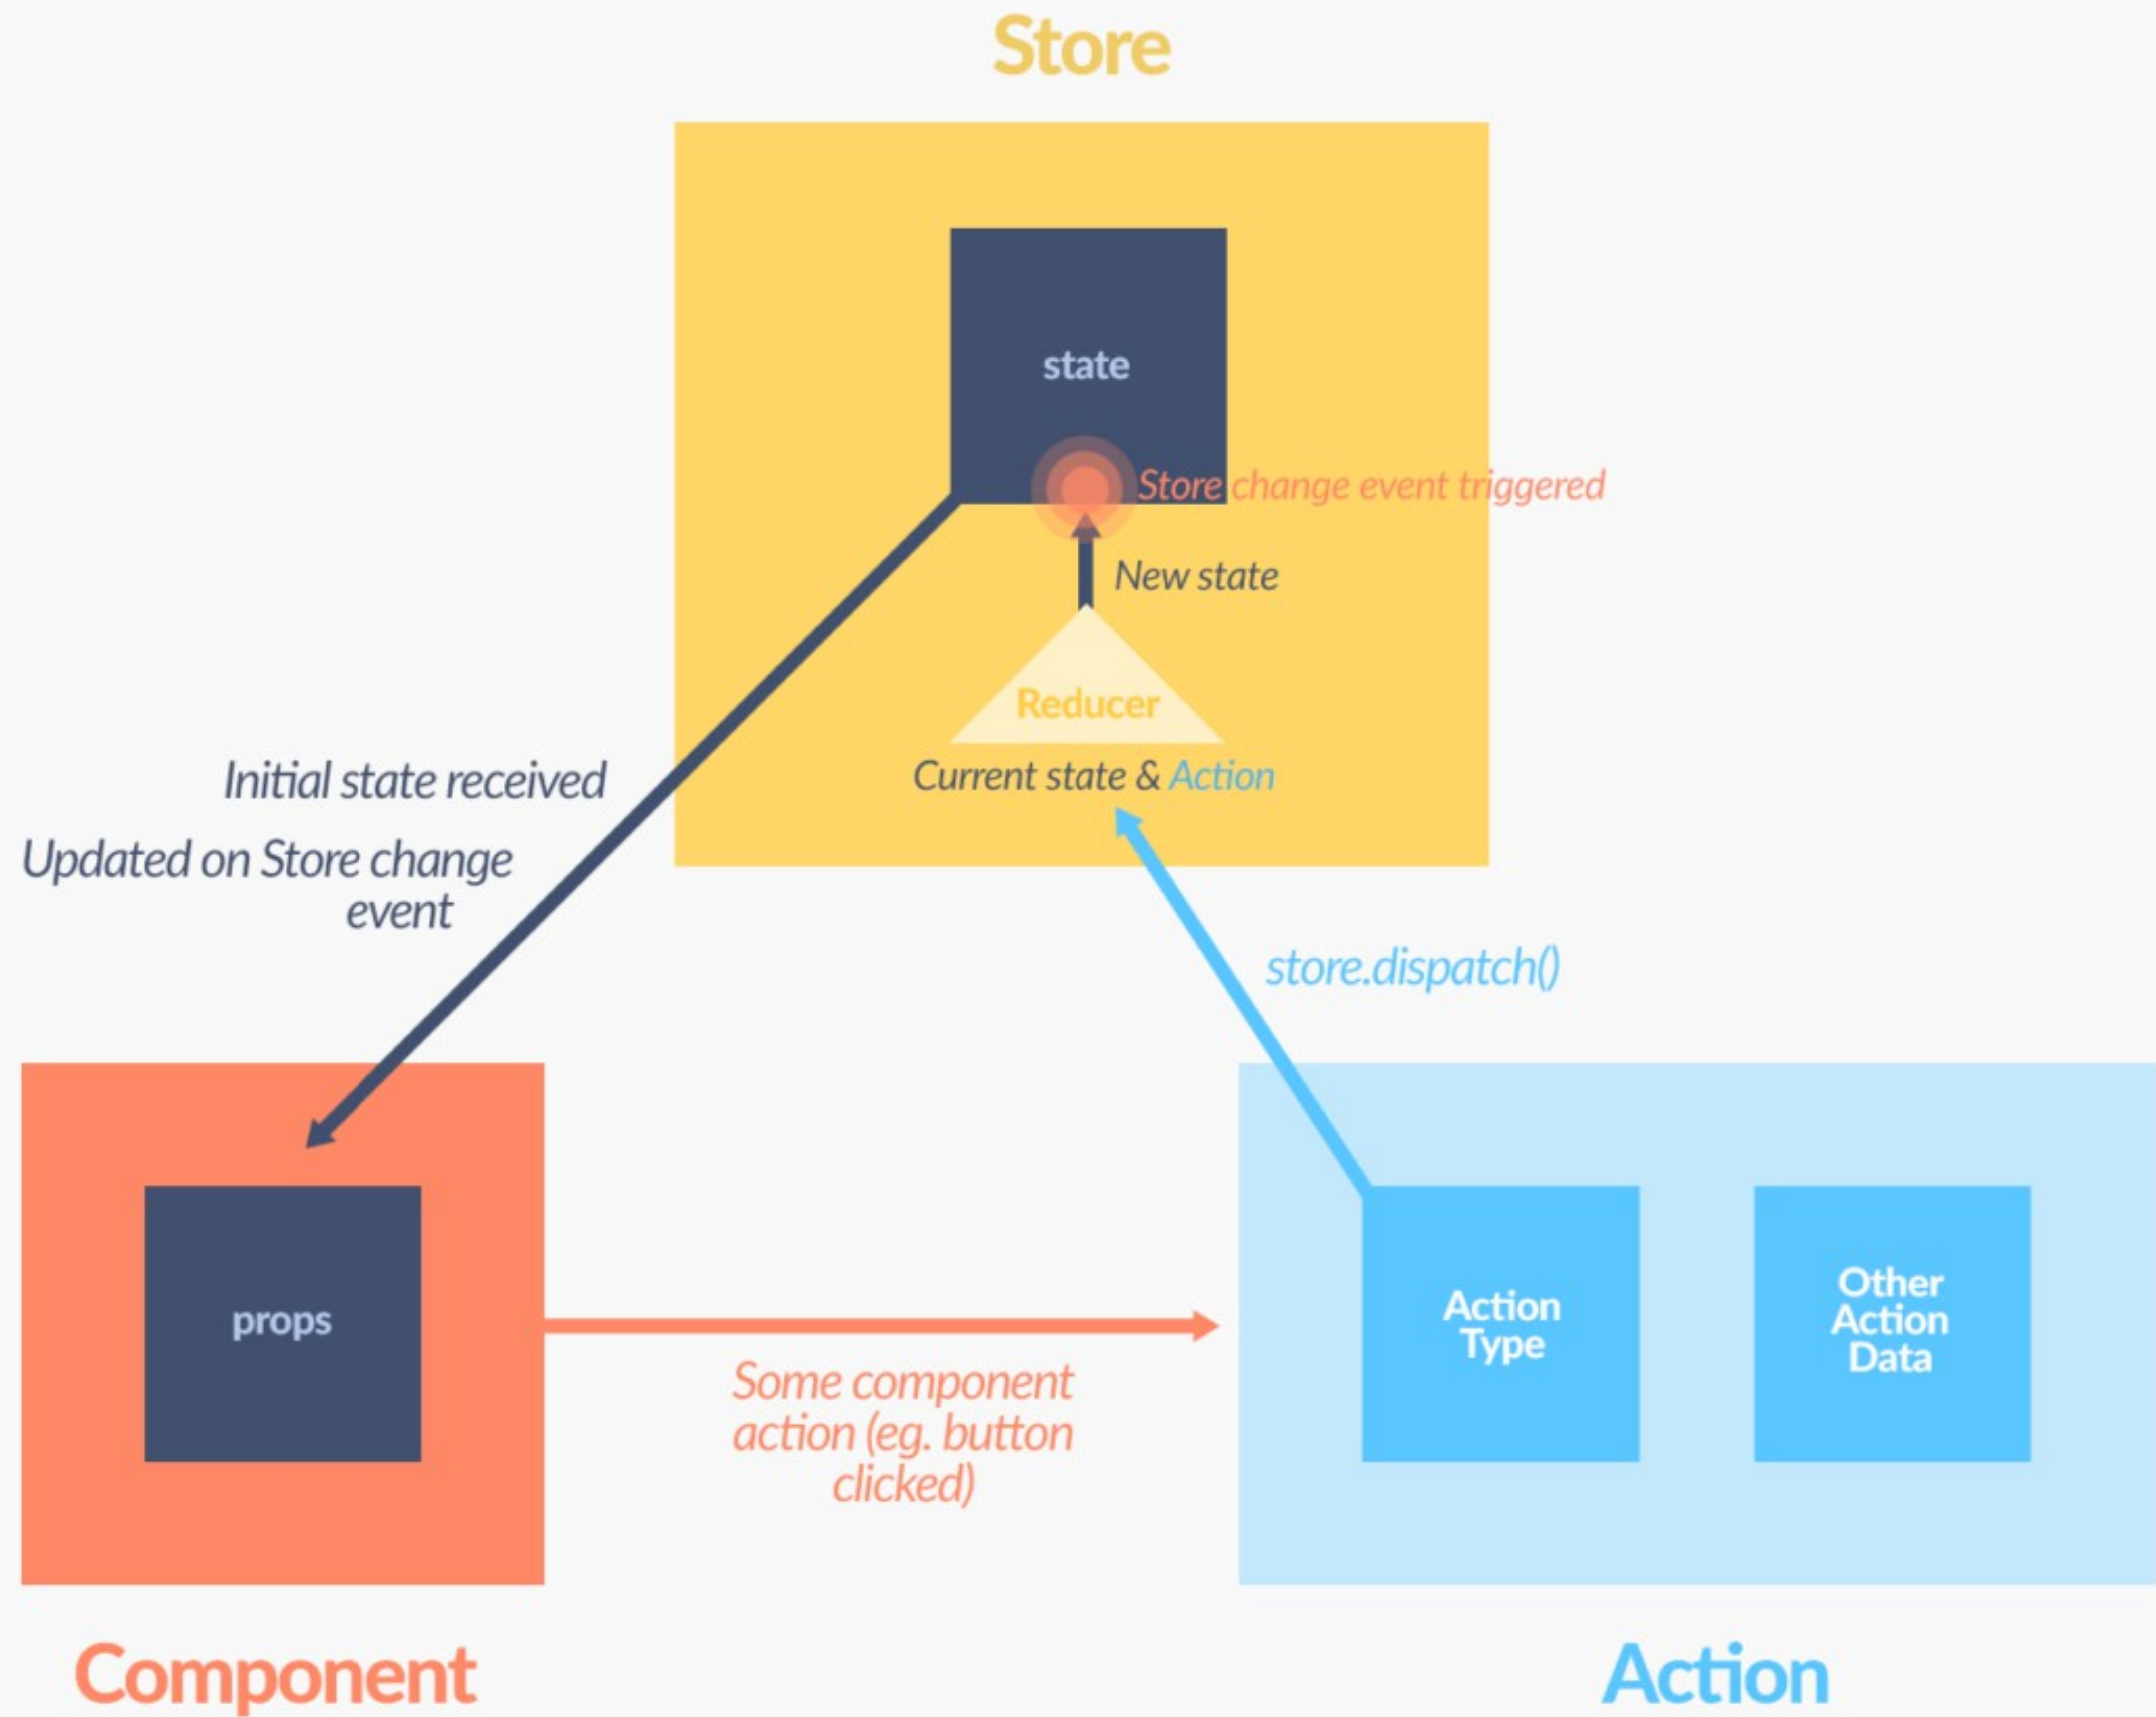 Store
state
Store change event triggered
New state
Reducer
Current state & Action
Initial state received
Updated on Store change
event
store.dispatch()
props
Some component
action (eg. button
clicked)
Action
Type
Other
Action
Data
Component
Action